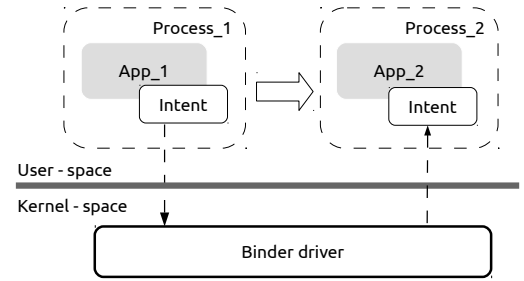 Process_1
Process_2
App_1
App_2
Intent
Intent
User - space
Kernel - space
Binder driver